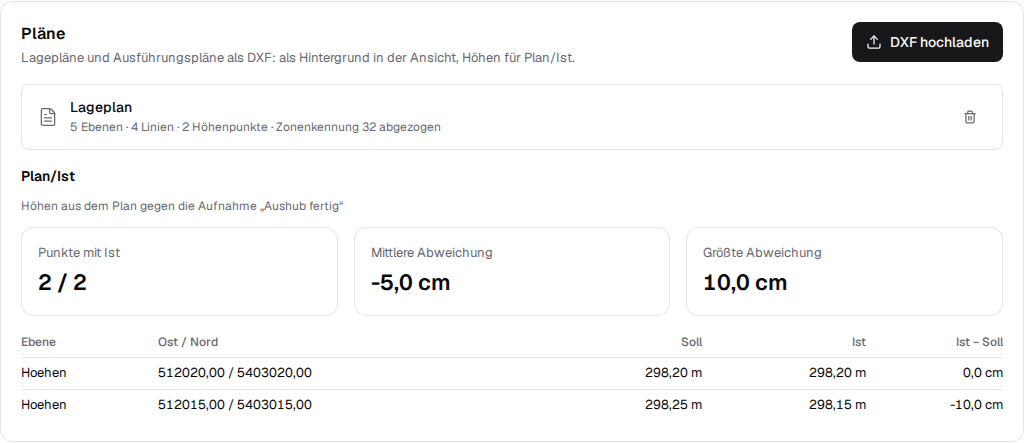 Pläne
Lagepläne und Ausführungspläne als DXF: als Hintergrund in der Ansicht, Höhen für Plan/Ist.
DXF hochladen
Lageplan
5 Ebenen · 4 Linien · 2 Höhenpunkte · Zonenkennung 32 abgezogen
Plan/Ist
Höhen aus dem Plan gegen die Aufnahme „Aushub fertig“
Punkte mit Ist
2 / 2
Mittlere Abweichung
-5,0 cm
Größte Abweichung
10,0 cm
Ebene Ost / Nord Soll Ist Ist – Soll
Hoehen 512020,00 / 5403020,00 298,20 m 298,20 m 0,0 cm
Hoehen 512015,00 / 5403015,00 298,25 m 298,15 m -10,0 cm